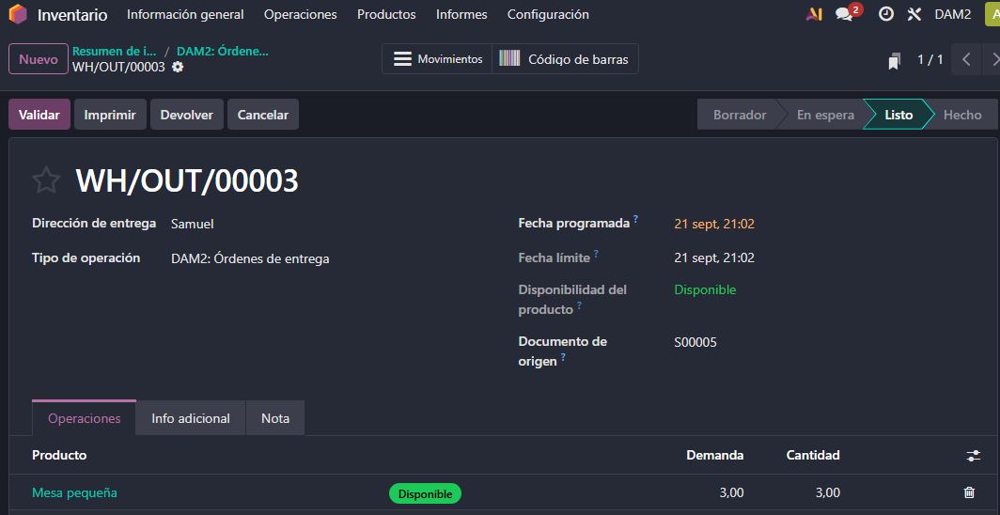 Inventario Información general Operaciones Productos Informes Configuración AI 2 DAM2 A
Nuevo Resumen de i... / DAM2: Órdene...
WH/OUT/00003 Movimientos Código de barras 1 / 1
Validar Imprimir Devolver Cancelar Borrador En espera Listo Hecho
WH/OUT/00003
Dirección de entrega Samuel Fecha programada ? 21 sept, 21:02
Tipo de operación DAM2: Órdenes de entrega Fecha límite ? 21 sept, 21:02
Disponibilidad del
producto ? Disponible
Documento de
origen ? S00005
Operaciones Info adicional Nota
Producto Demanda Cantidad
Mesa pequeña Disponible 3,00 3,00